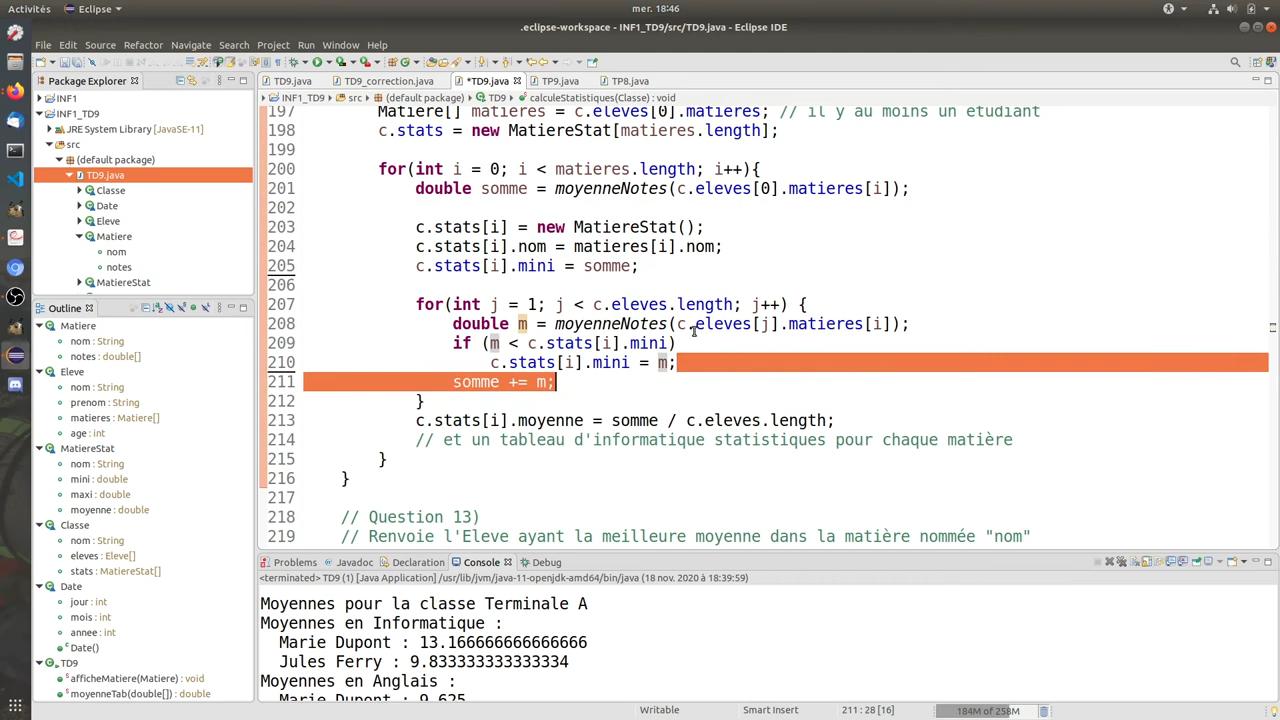 Activités Eclipse mer. 18:46
.eclipse-workspace - INF1_TD9/src/TD9.java - Eclipse IDE
File Edit Source Refactor Navigate Search Project Run Window Help
Package Explorer
INF1
INF1_TD9
JRE System Library [JavaSE-11]
src
(default package)
TD9.java
Classe
Date
Eleve
Matiere
nom
notes
MatiereStat
Outline
Matiere
nom : String
notes : double[]
Eleve
nom : String
prenom : String
matieres : Matiere[]
age : int
MatiereStat
nom : String
mini : double
maxi : double
moyenne : double
Classe
nom : String
eleves : Eleve[]
stats : MatiereStat[]
Date
jour : int
mois : int
annee : int
Date()
TD9
afficheMatiere(Matiere) : void
moyenneTab(double[]) : double
TD9.java TD9_correction.java *TD9.java TP9.java TP8.java
INF1_TD9 src (default package) TD9 calculeStatistiques(Classe) : void
197 Matiere[] matieres = c.eleves[0].matieres; // il y au moins un etudiant
198 c.stats = new MatiereStat[matieres.length];
199
200 for(int i = 0; i < matieres.length; i++){
201 double somme = moyenneNotes(c.eleves[0].matieres[i]);
202
203 c.stats[i] = new MatiereStat();
204 c.stats[i].nom = matieres[i].nom;
205 c.stats[i].mini = somme;
206
207 for(int j = 1; j < c.eleves.length; j++) {
208 double m = moyenneNotes(c.eleves[j].matieres[i]);
209 if (m < c.stats[i].mini)
210 c.stats[i].mini = m;
211 somme += m;
212 }
213 c.stats[i].moyenne = somme / c.eleves.length;
214 // et un tableau d'informatique statistiques pour chaque matière
215 }
216 }
217
218 // Question 13)
219 // Renvoie l'Eleve ayant la meilleure moyenne dans la matière nommée "nom"
Problems Javadoc Declaration Console Debug
<terminated> TD9 (1) [Java Application] /usr/lib/jvm/java-11-openjdk-amd64/bin/java (18 nov. 2020 à 18:39:59)
Moyennes pour la classe Terminale A
Moyennes en Informatique :
Marie Dupont : 13.166666666666666
Jules Ferry : 9.833333333333334
Moyennes en Anglais :
Marie Dupont : 9.625
Writable Smart Insert 211 : 28 [16] 184M of 258M